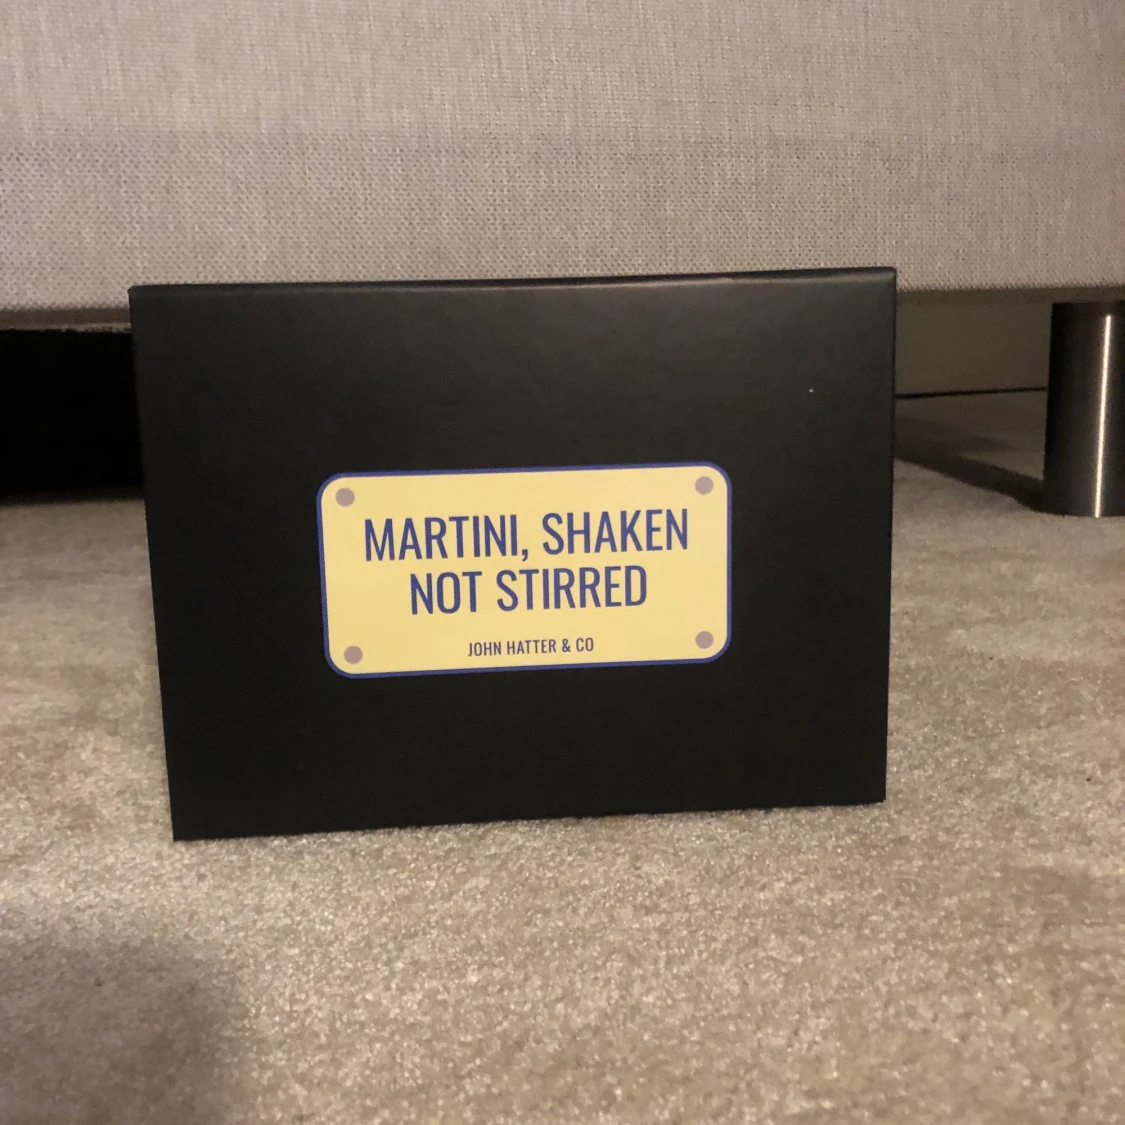 MARTINI, SHAKEN
NOT STIRRED
JOHN HATTER & CO